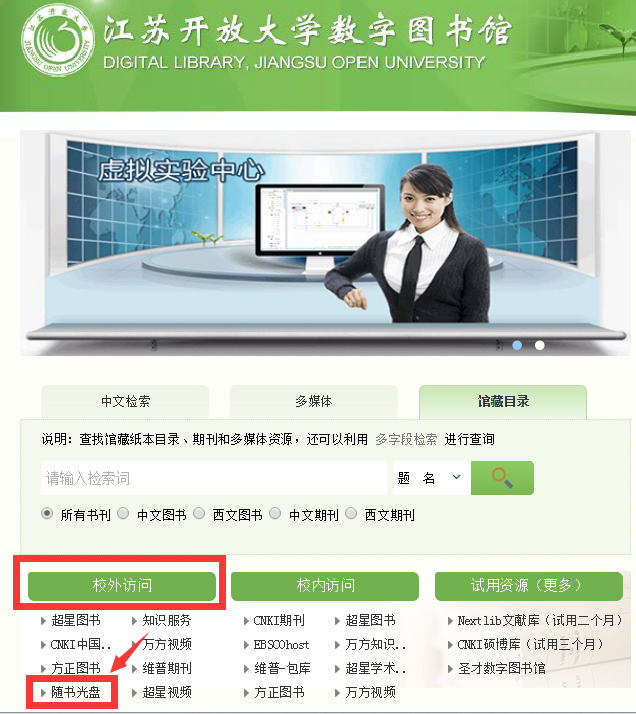 江苏开放大学
JIANGSU OPEN UNIVERSITY
江苏开放大学数字图书馆
DIGITAL LIBRARY, JIANGSU OPEN UNIVERSITY
虚拟实验中心
中文检索 多媒体 馆藏目录
说明：查找馆藏纸本目录、期刊和多媒体资源，还可以利用 多字段检索 进行查询
请输入检索词 题 名
所有书刊 中文图书 西文图书 中文期刊 西文期刊
校外访问 校内访问 试用资源（更多）
超星图书 知识服务 CNKI期刊 超星图书 Nextlib文献库（试用二个月）
CNKI中国.. 万方视频 EBSCOhost 万方知识.. CNKI硕博库（试用三个月）
方正图书 维普期刊 维普-包库 超星学术.. 圣才数字图书馆
随书光盘 超星视频 方正图书 万方视频